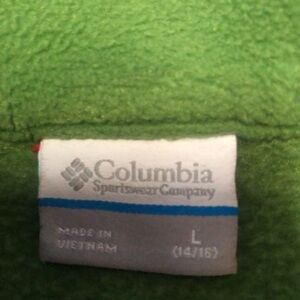 Columbia
Sportswear Company
MADE IN
VIETNAM
L
(14/16)